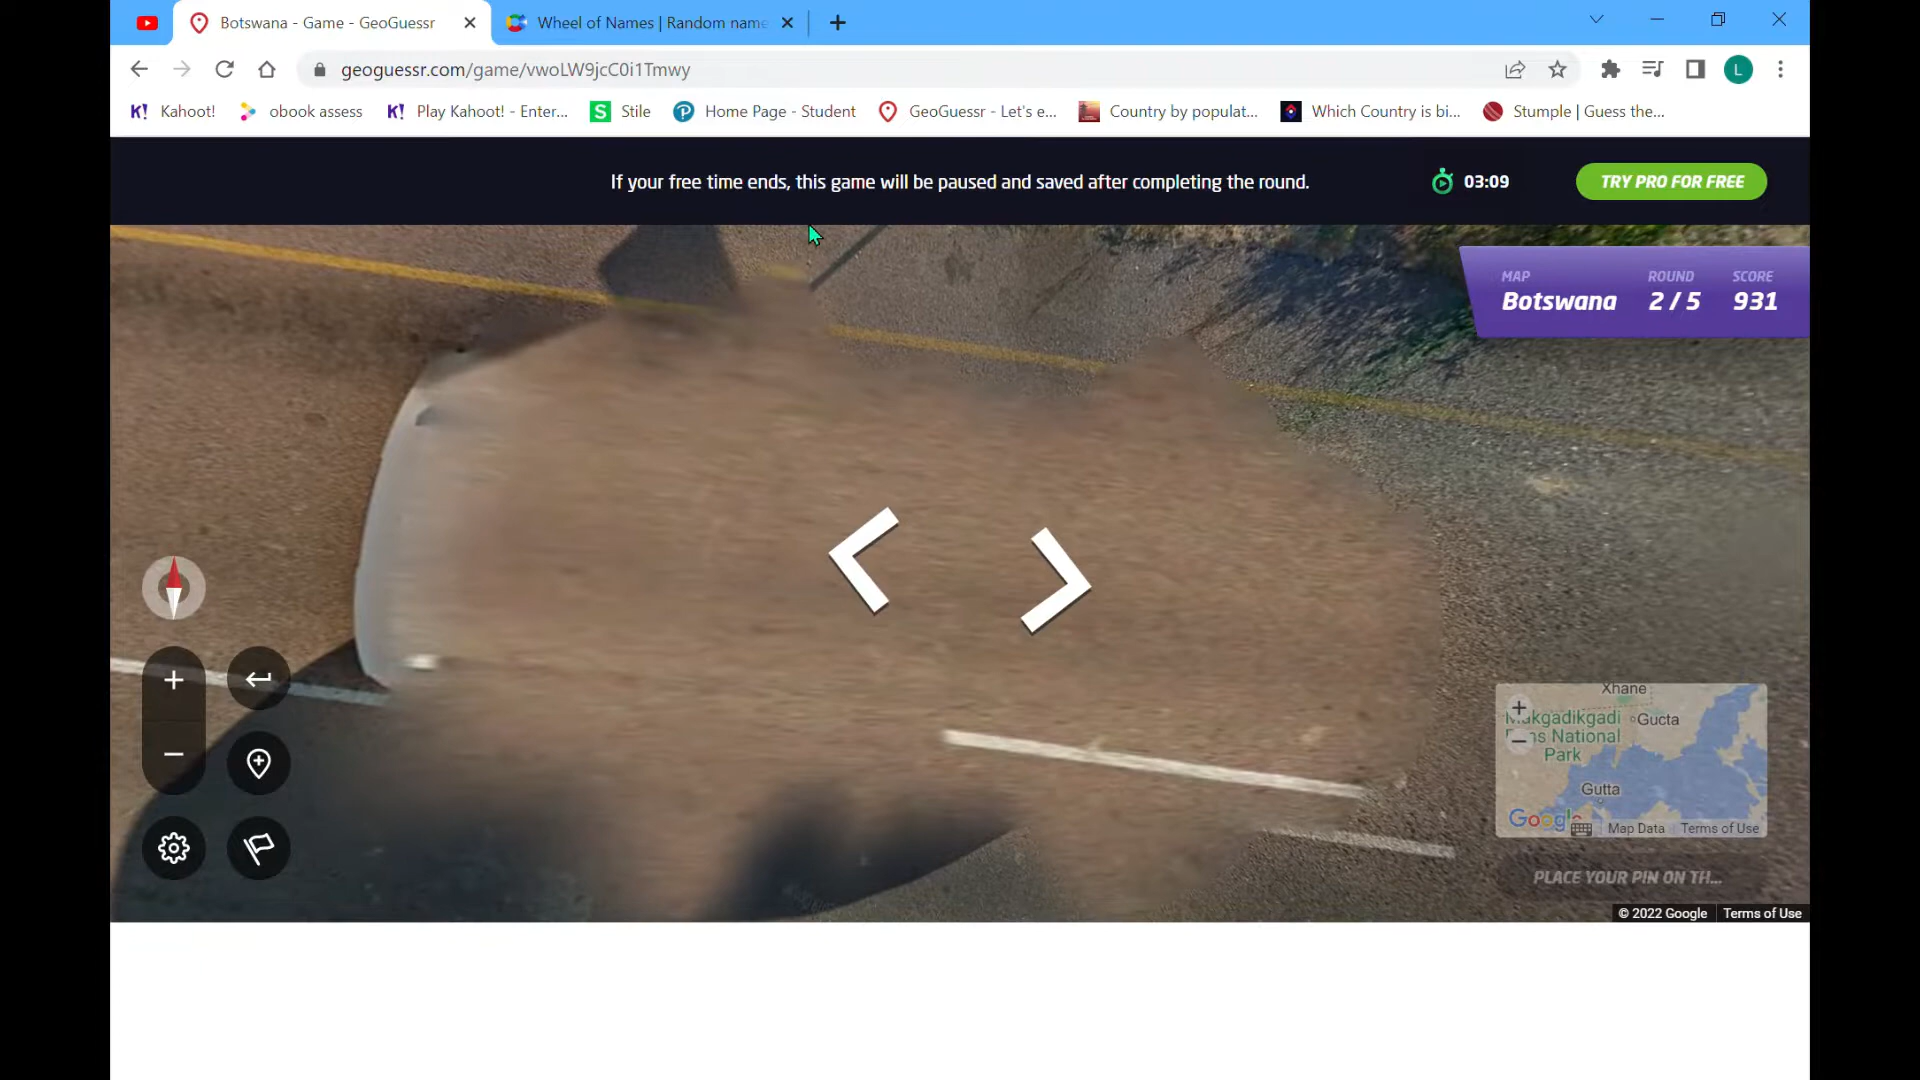 Botswana - Game - GeoGuessr
Wheel of Names | Random name
geoguessr.com/game/vwoLW9jcC0i1Tmwy
L
K! Kahoot!
obook assess
K! Play Kahoot! - Enter...
S Stile
Home Page - Student
GeoGuessr - Let's e...
Country by populat...
Which Country is bi...
Stumple | Guess the...
If your free time ends, this game will be paused and saved after completing the round.
03:09
TRY PRO FOR FREE
MAP ROUND SCORE
Botswana 2 / 5 931
Xhane
Makgadikgadi
Gucta
Pans National
Park
Gutta
Google
Map Data
Terms of Use
PLACE YOUR PIN ON TH...
© 2022 Google
Terms of Use